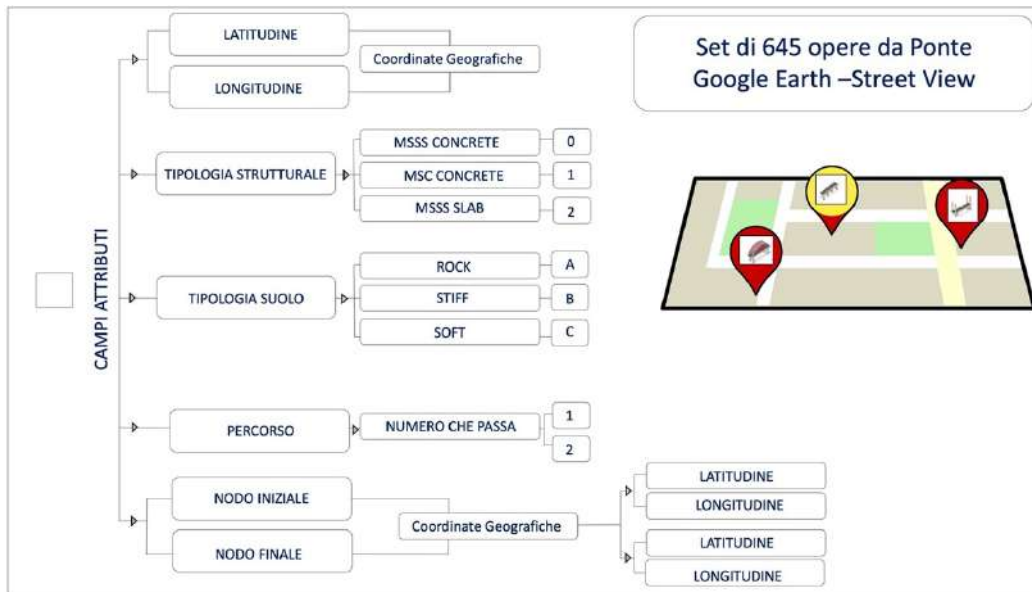 Set di 645 opere da Ponte
Google Earth –Street View
CAMPI ATTRIBUTI
LATITUDINE
LONGITUDINE
Coordinate Geografiche
TIPOLOGIA STRUTTURALE
MSSS CONCRETE
0
MSC CONCRETE
1
MSSS SLAB
2
TIPOLOGIA SUOLO
ROCK
A
STIFF
B
SOFT
C
PERCORSO
NUMERO CHE PASSA
1
2
NODO INIZIALE
NODO FINALE
Coordinate Geografiche
LATITUDINE
LONGITUDINE
LATITUDINE
LONGITUDINE